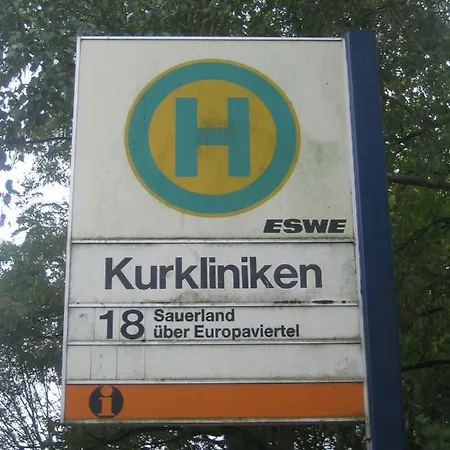 H
ESWE
Kurkliniken
18 Sauerland
über Europaviertel
i